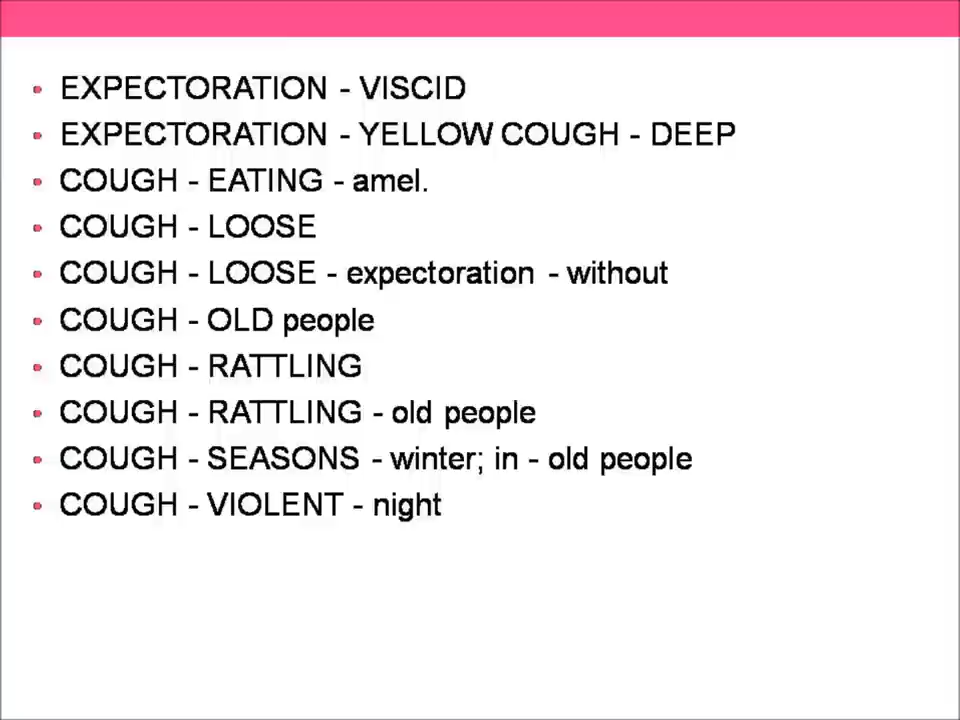 • EXPECTORATION - VISCID
• EXPECTORATION - YELLOW COUGH - DEEP
• COUGH - EATING - amel.
• COUGH - LOOSE
• COUGH - LOOSE - expectoration - without
• COUGH - OLD people
• COUGH - RATTLING
• COUGH - RATTLING - old people
• COUGH - SEASONS - winter; in - old people
• COUGH - VIOLENT - night